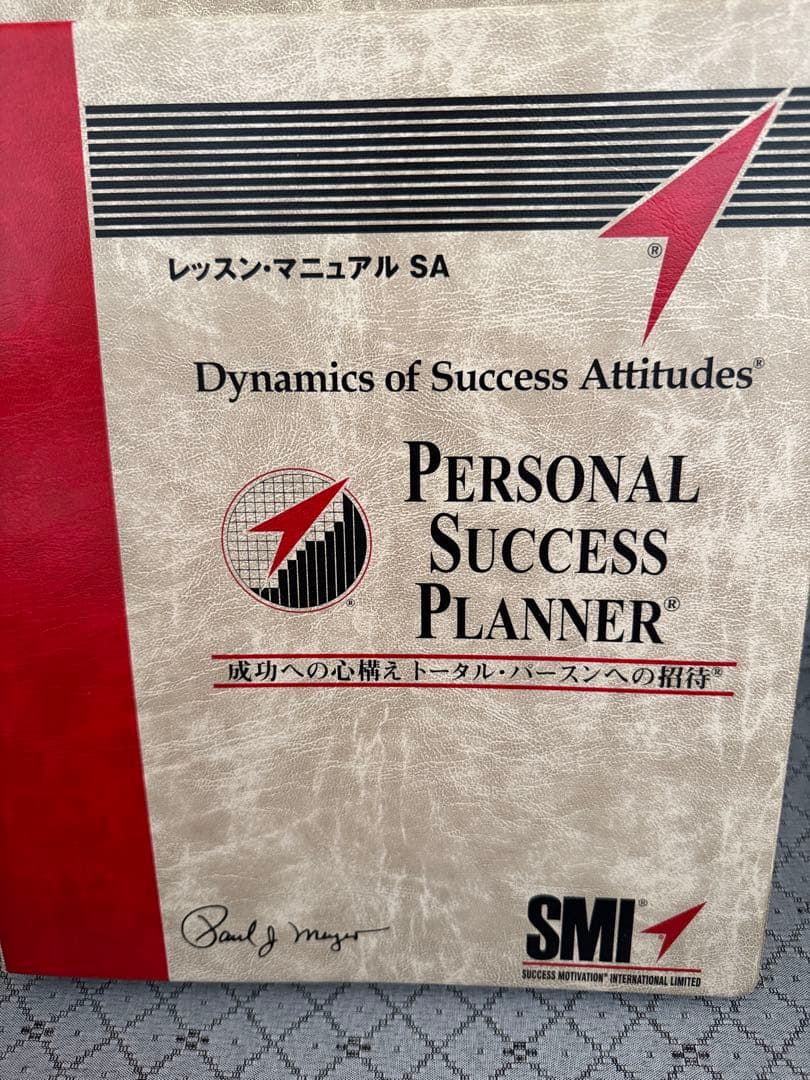 レッスン・マニュアル SA
Dynamics of Success Attitudes®
PERSONAL
SUCCESS
PLANNER®
成功への心構え トータル・パースンへの招待®
Paul J. Meyer
SMI®
SUCCESS MOTIVATION® INTERNATIONAL LIMITED